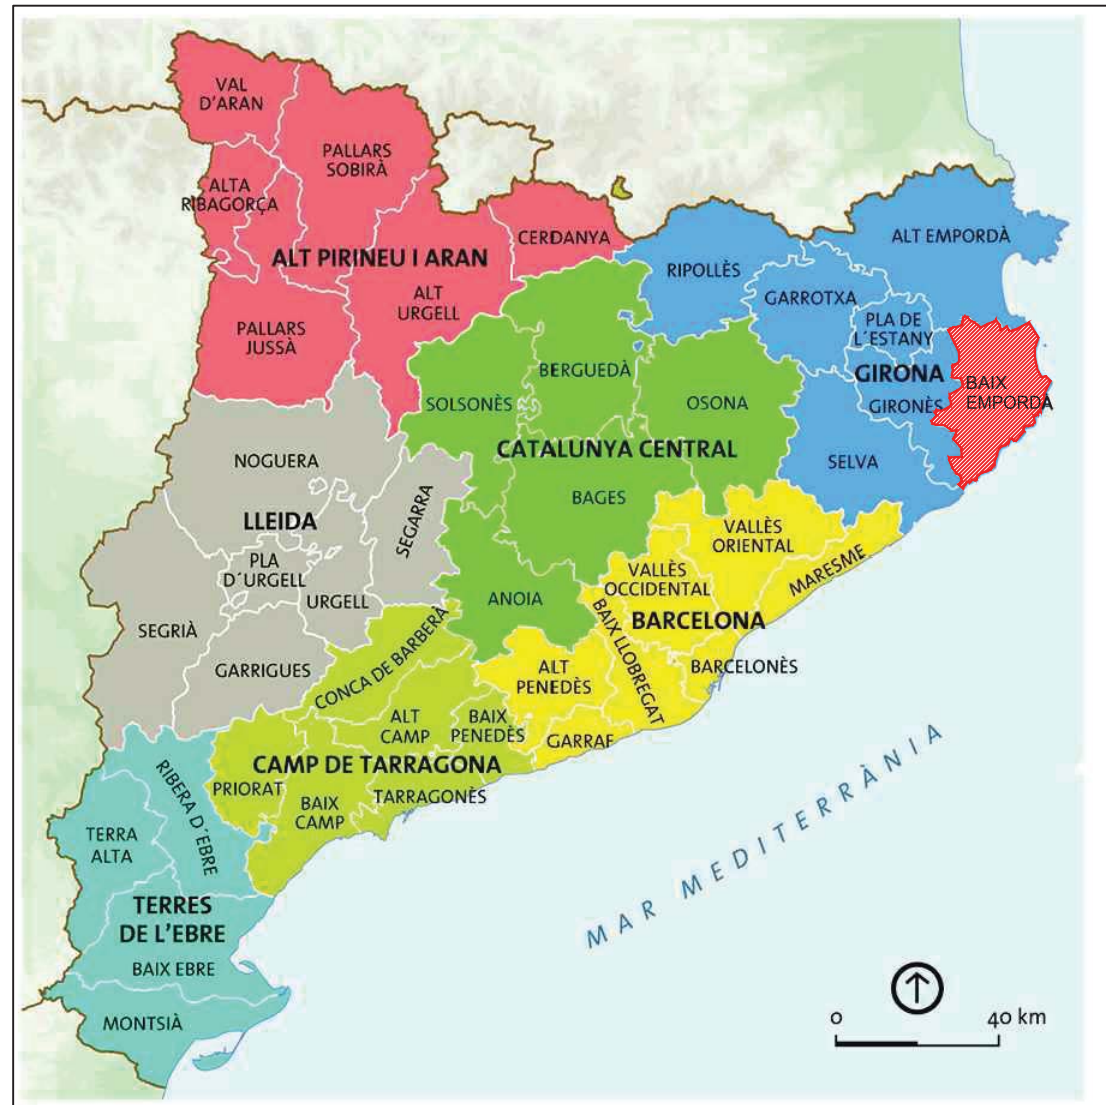 VAL
D'ARAN
PALLARS
SOBIRÀ
ALTA
RIBAGORÇA
ALT PIRINEU I ARAN
CERDANYA
ALT
URGELL
PALLARS
JUSSÀ
RIPOLLÈS
ALT EMPORDÀ
GARROTXA
PLA DE
L´ESTANY
GIRONA
GIRONÈS
BAIX
EMPORDÀ
SELVA
BERGUEDÀ
SOLSONÈS
OSONA
CATALUNYA CENTRAL
BAGES
ANOIA
NOGUERA
LLEIDA
SEGARRA
PLA
D´URGELL
URGELL
SEGRIÀ
GARRIGUES
VALLÈS
ORIENTAL
MARESME
VALLÈS
OCCIDENTAL
BARCELONA
BAIX LLOBREGAT
BARCELONÈS
ALT
PENEDÈS
GARRAF
CONCA DE BARBERÀ
ALT
CAMP
BAIX
PENEDÈS
CAMP DE TARRAGONA
PRIORAT
TARRAGONÈS
BAIX
CAMP
RIBERA D´EBRE
TERRA
ALTA
TERRES
DE L'EBRE
BAIX EBRE
MONTSIÀ
MAR MEDITERRÀNIA
0 40 km